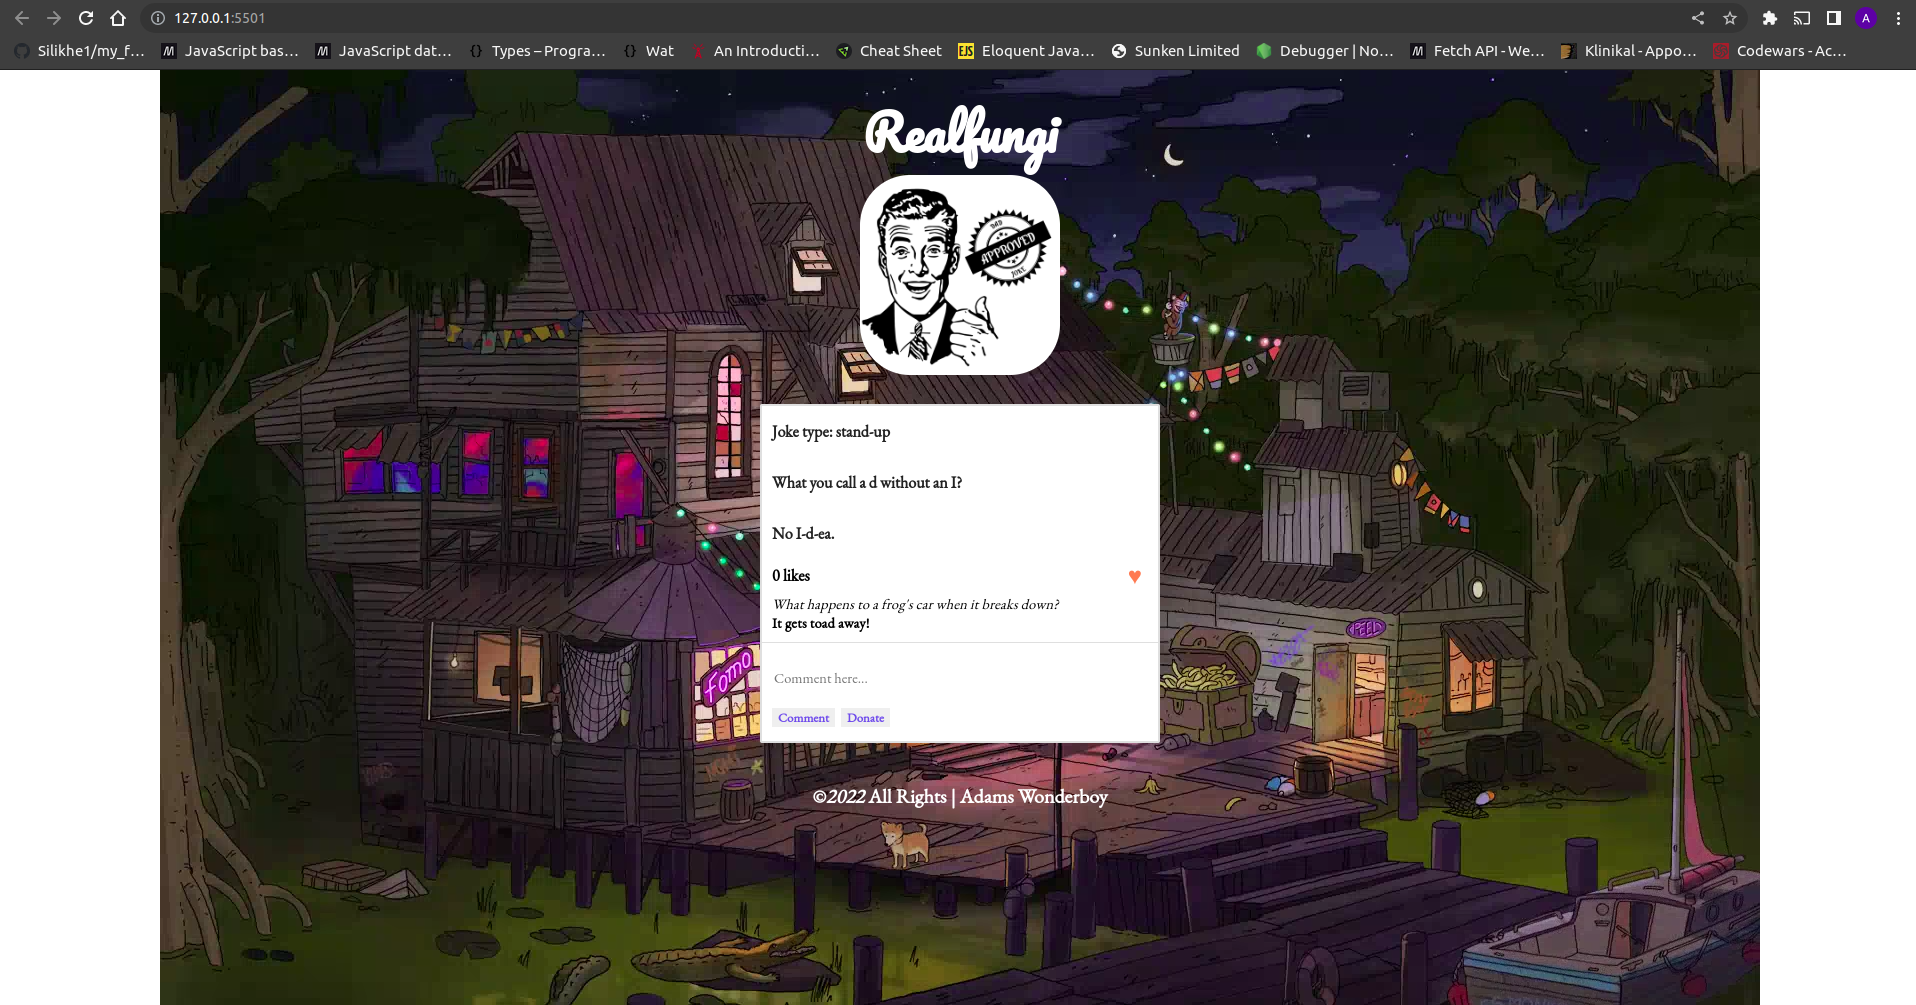 127.0.0.1:5501
Silikhe1/my_f…
JavaScript bas…
JavaScript dat…
Types – Progra…
Wat
An Introducti…
Cheat Sheet
Eloquent Java…
Sunken Limited
Debugger | No…
Fetch API - We…
Klinikal - Appo…
Codewars - Ac…
A
Realfungi
DAD
APPROVED
JOKE
Joke type: stand-up
What you call a d without an I?
No I-d-ea.
0 likes
What happens to a frog's car when it breaks down?
It gets toad away!
Comment here...
Comment
Donate
fomo
PEED
©2022 All Rights | Adams Wonderboy